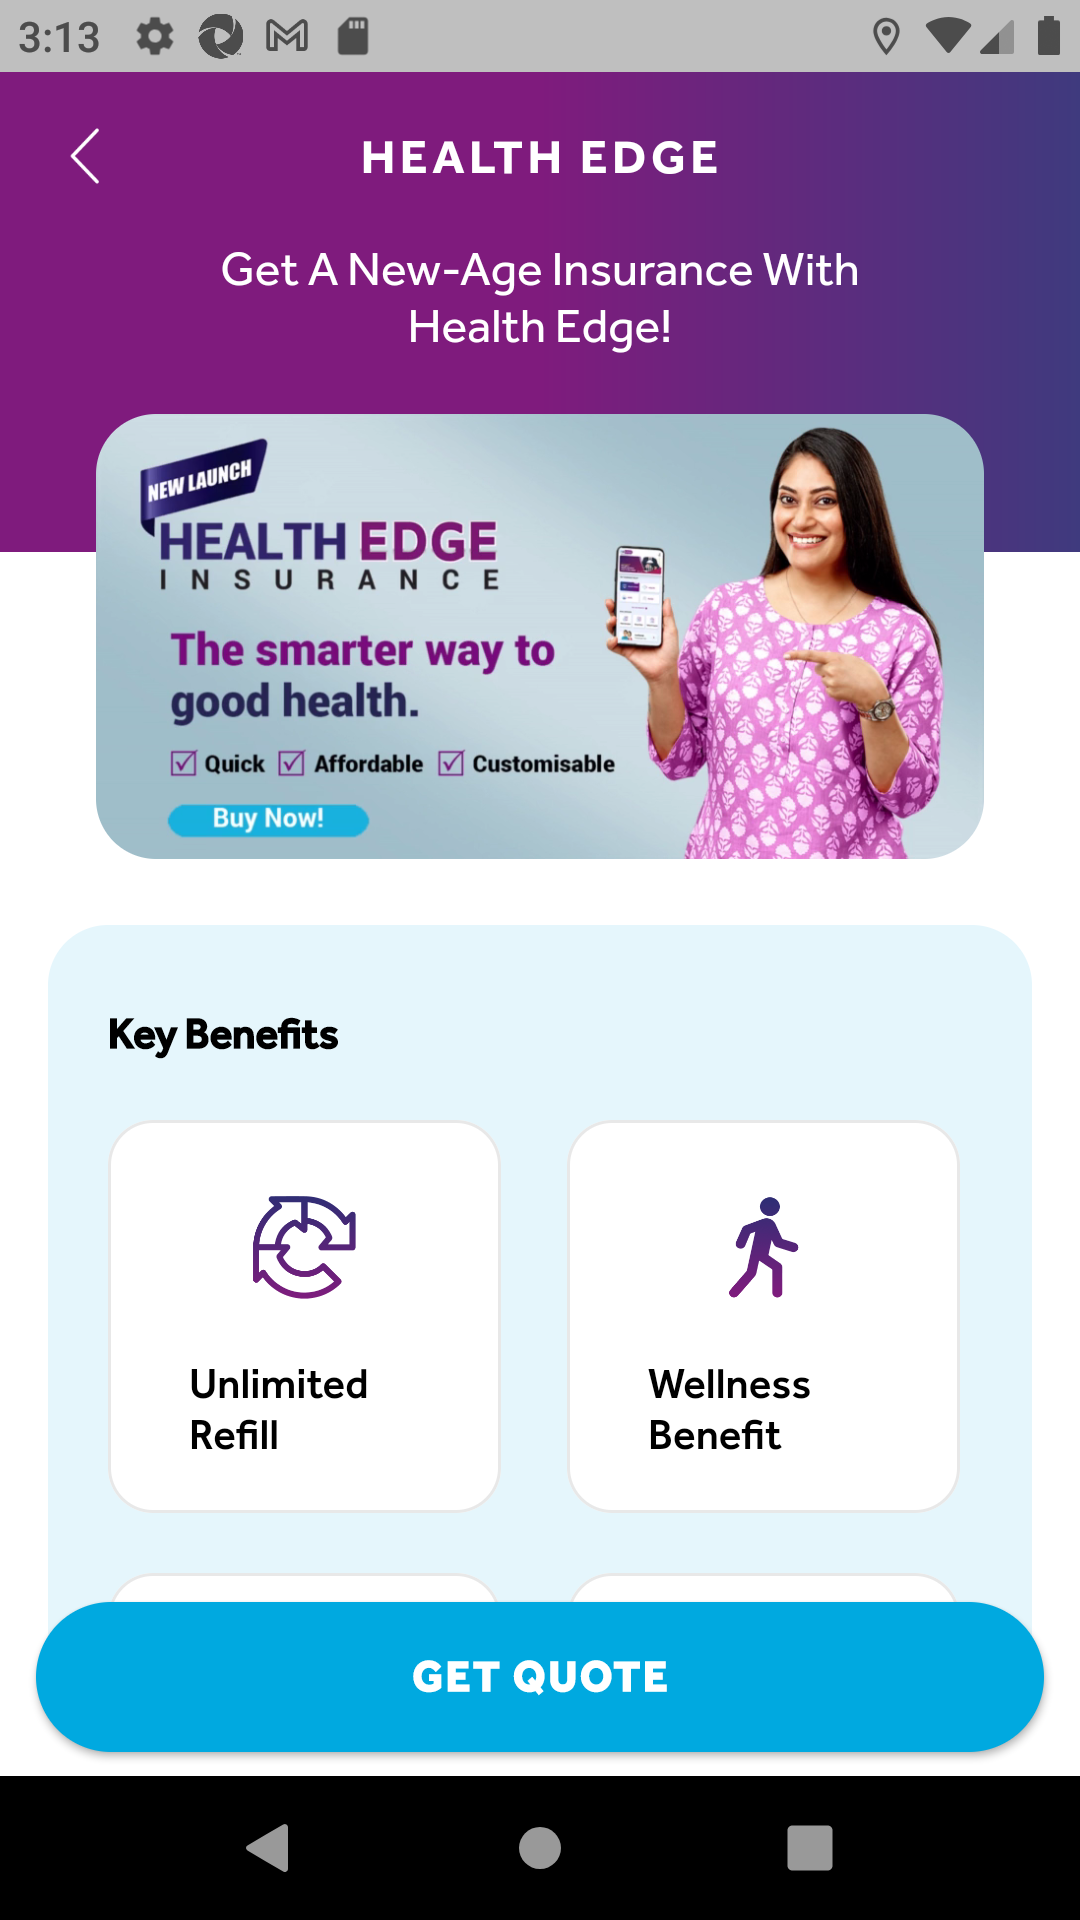 3:13
HEALTH EDGE
Get A New-Age Insurance With
Health Edge!
NEW LAUNCH
HEALTH EDGE
INSURANCE
The smarter way to
good health.
Quick Affordable Customisable
Buy Now!
Key Benefits
Unlimited
Refill
Wellness
Benefit
GET QUOTE